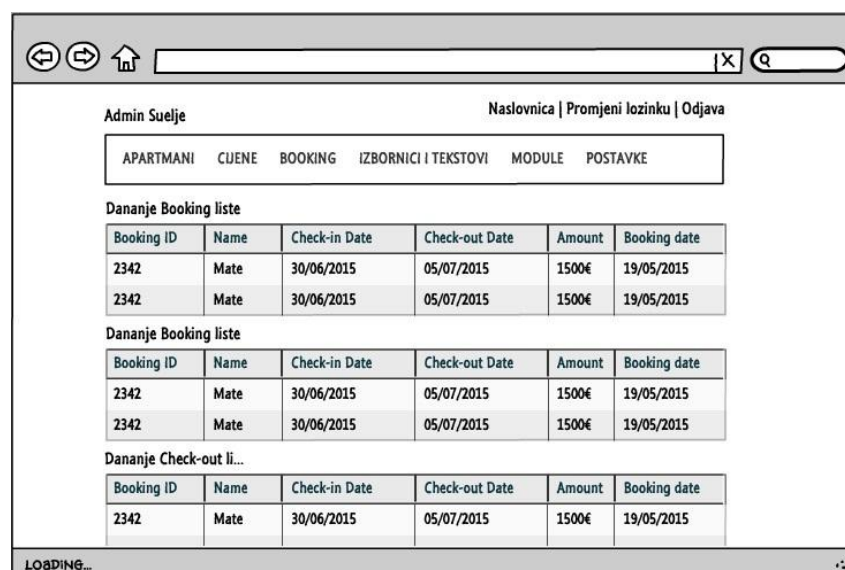 Admin Suelje
Naslovnica | Promjeni lozinku | Odjava
APARTMANI CIJENE BOOKING IZBORNICI I TEKSTOVI MODULE POSTAVKE
Dananje Booking liste
Booking ID Name Check-in Date Check-out Date Amount Booking date
2342 Mate 30/06/2015 05/07/2015 1500€ 19/05/2015
2342 Mate 30/06/2015 05/07/2015 1500€ 19/05/2015
Dananje Booking liste
Booking ID Name Check-in Date Check-out Date Amount Booking date
2342 Mate 30/06/2015 05/07/2015 1500€ 19/05/2015
2342 Mate 30/06/2015 05/07/2015 1500€ 19/05/2015
Dananje Check-out li...
Booking ID Name Check-in Date Check-out Date Amount Booking date
2342 Mate 30/06/2015 05/07/2015 1500€ 19/05/2015
LOADING...